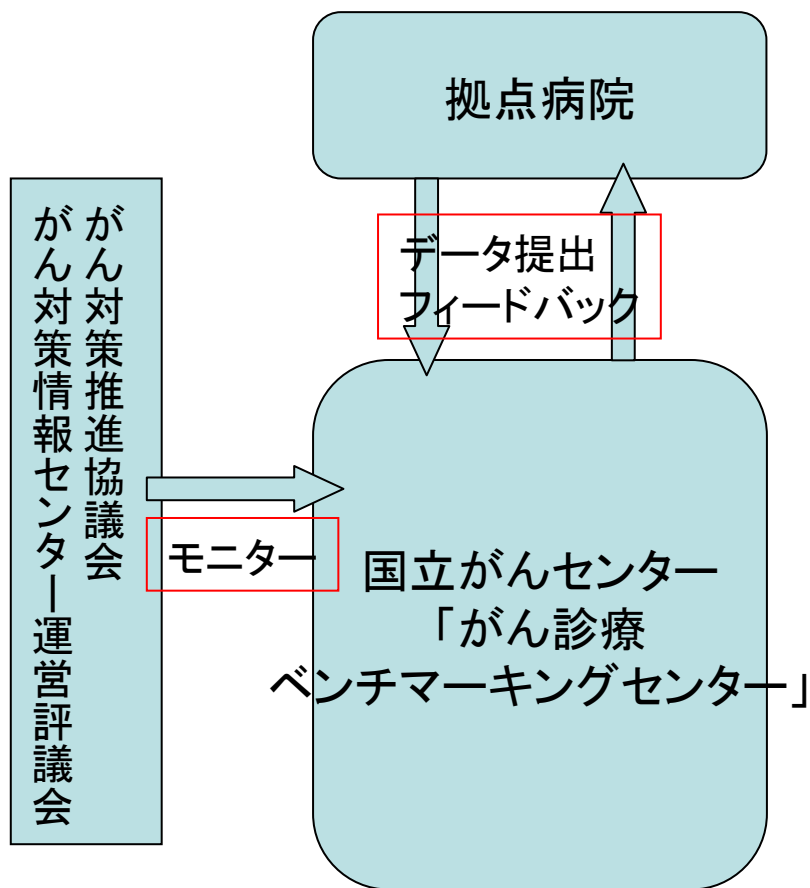 拠点病院
データ提出
フィードバック
がん対策推進協議会
がん対策情報センター運営評議会
モニター
国立がんセンター
「がん診療
ベンチマーキングセンター」